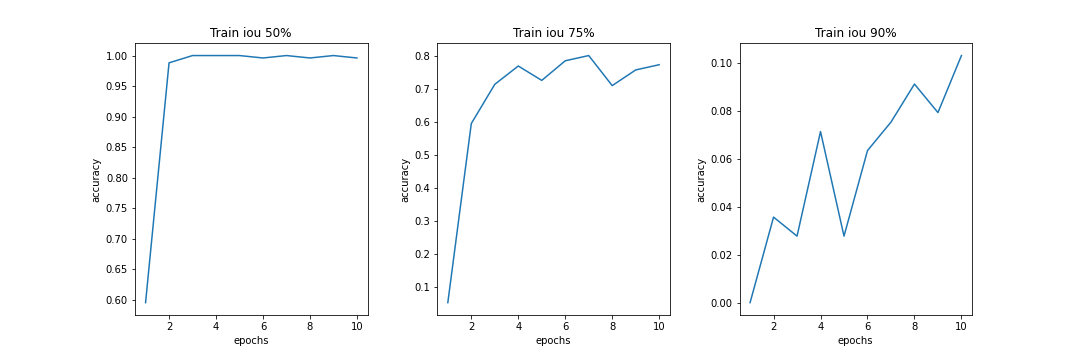 Train iou 50%
1.00
0.95
0.90
0.85
0.80
0.75
0.70
0.65
0.60
accuracy
2 4 6 8 10
epochs
Train iou 75%
0.8
0.7
0.6
0.5
0.4
0.3
0.2
0.1
accuracy
2 4 6 8 10
epochs
Train iou 90%
0.10
0.08
0.06
0.04
0.02
0.00
accuracy
2 4 6 8 10
epochs